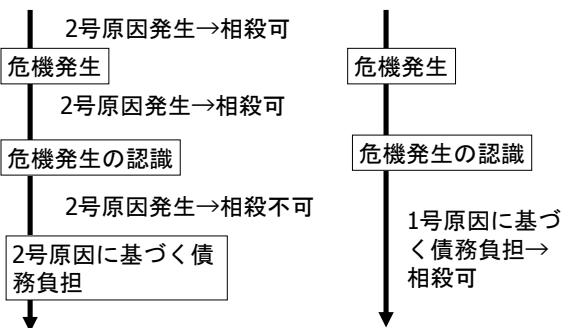 2号原因発生→相殺可
危機発生
2号原因発生→相殺可
危機発生の認識
2号原因発生→相殺不可
2号原因に基づく債
務負担
危機発生
危機発生の認識
1号原因に基づ
く債務負担→
相殺可